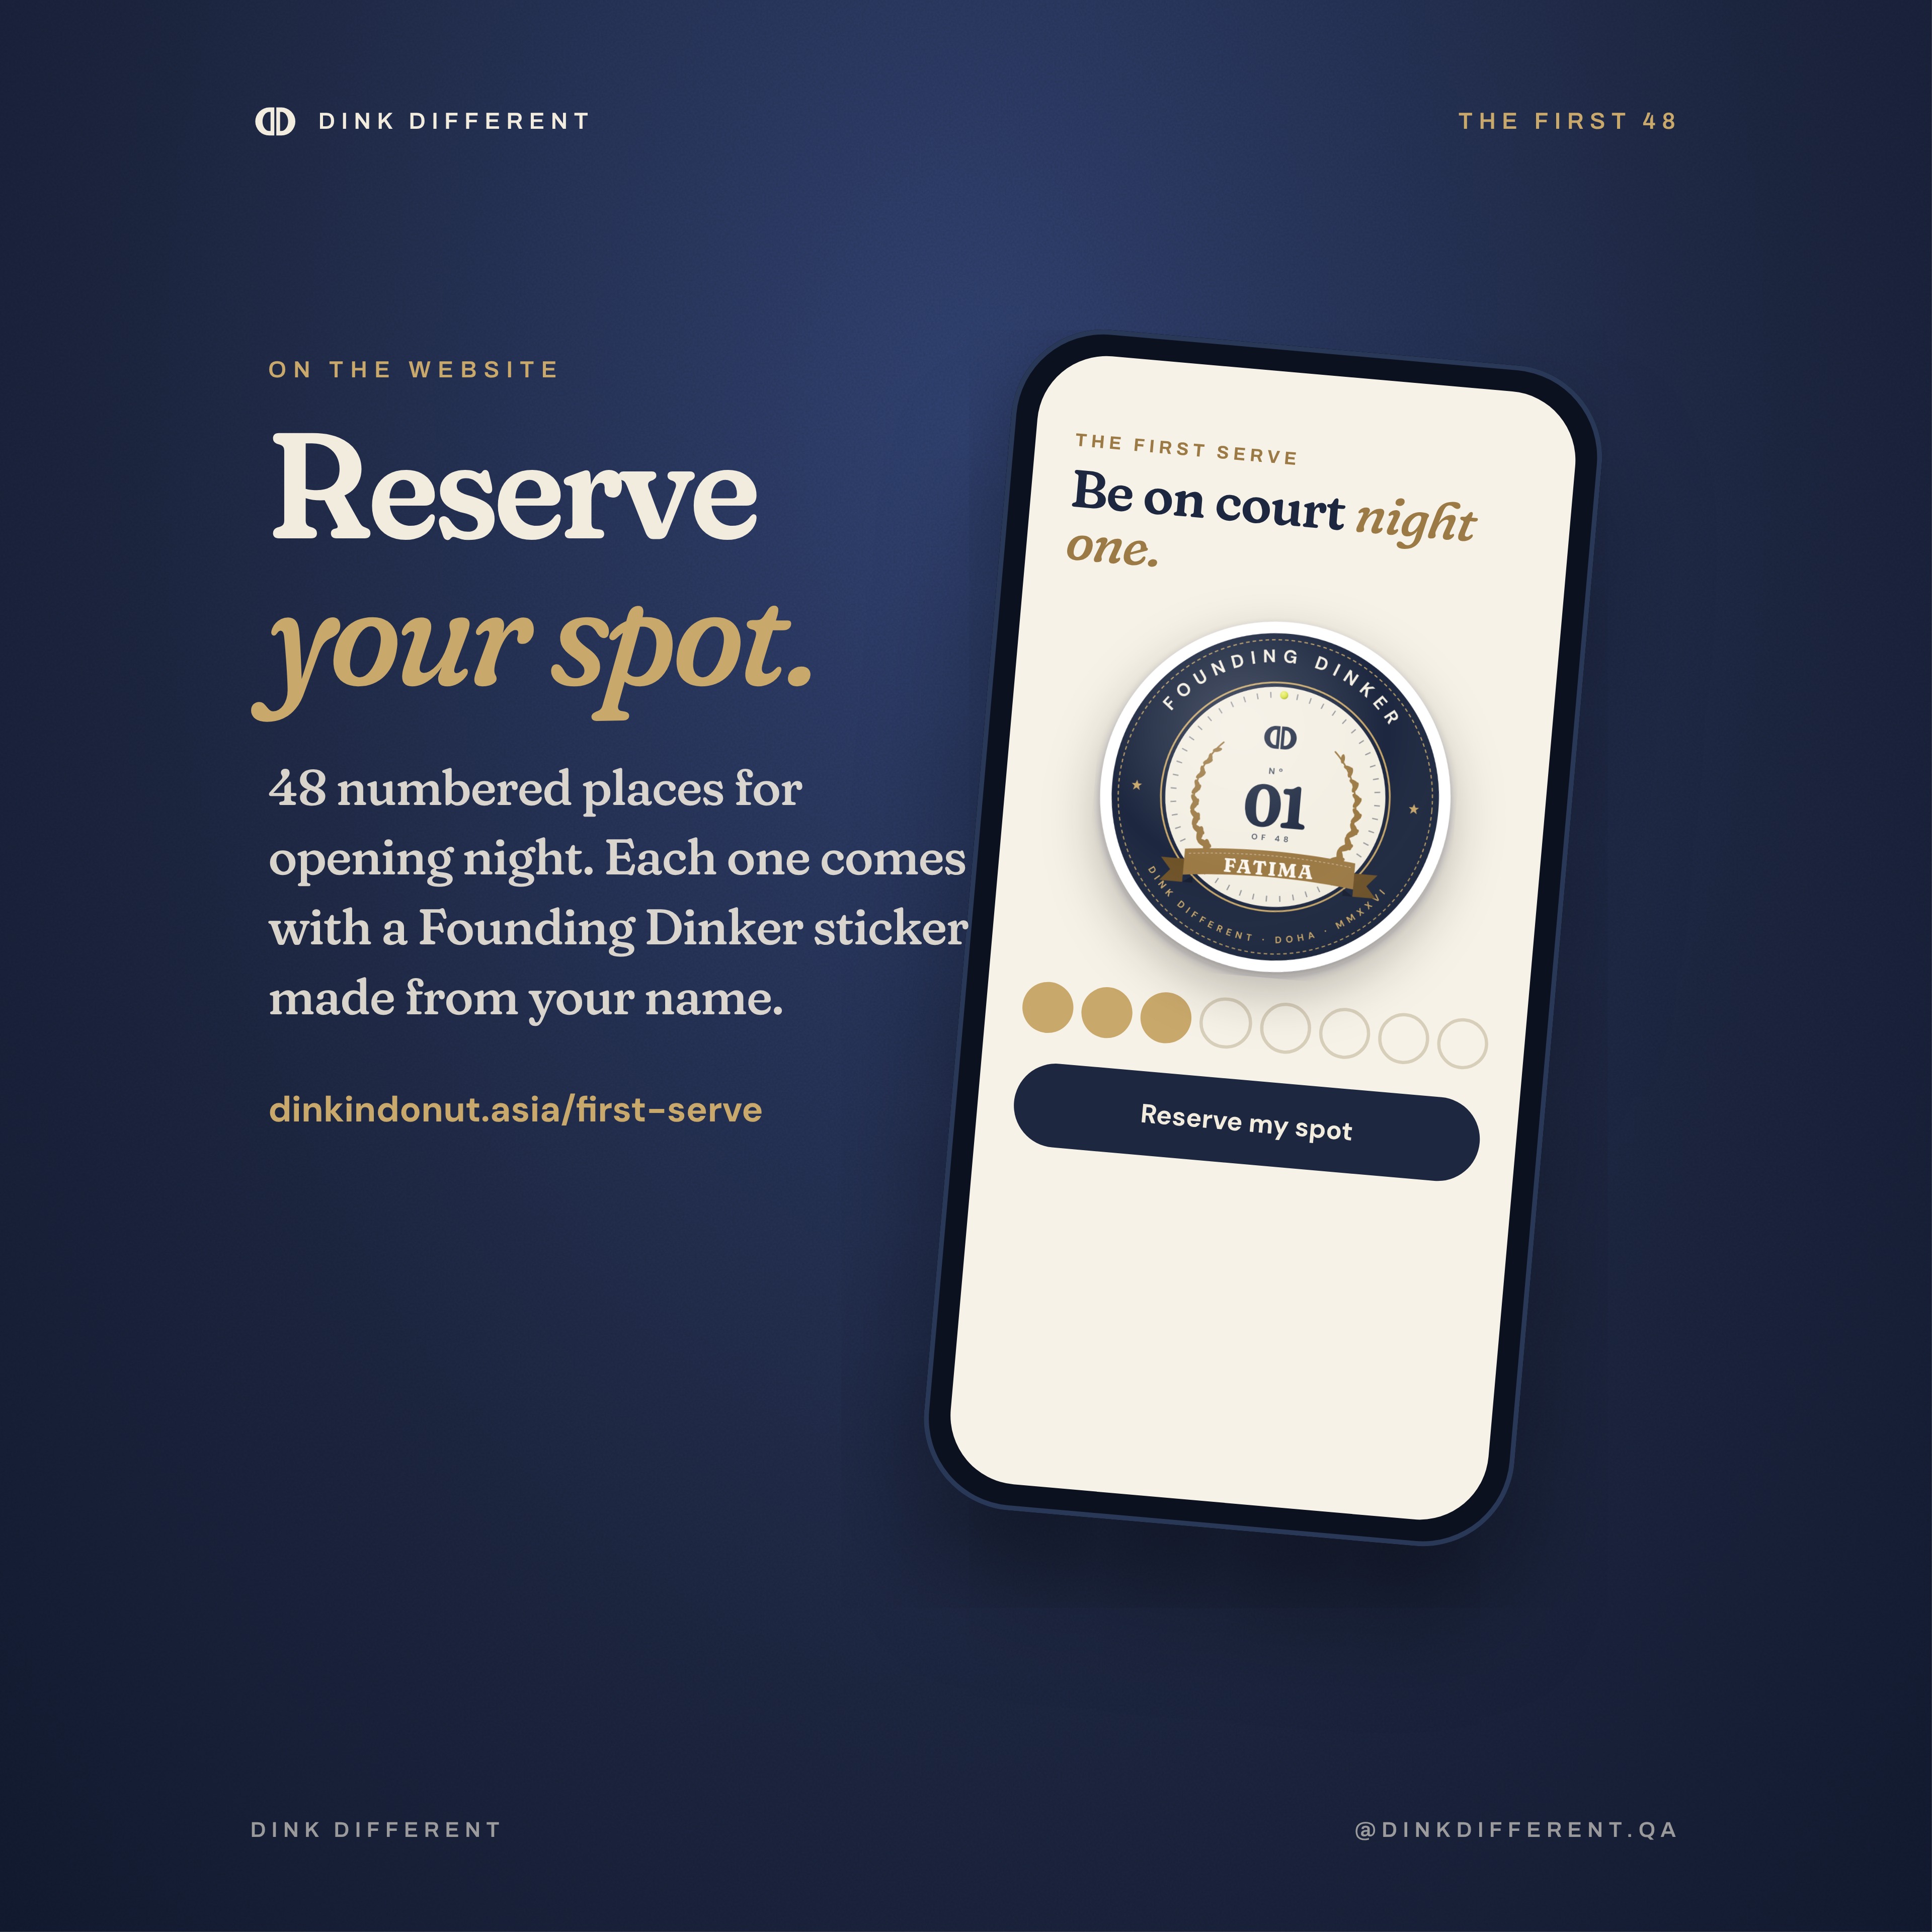 DINK DIFFERENT
THE FIRST 48
ON THE WEBSITE
Reserve
your spot.
48 numbered places for
opening night. Each one comes
with a Founding Dinker sticker
made from your name.
dinkindonut.asia/first-serve
THE FIRST SERVE
Be on court night
one.
FOUNDING DINKER
Nº
01
OF 48
FATIMA
DINK DIFFERENT · DOHA · MMXXVI
Reserve my spot
DINK DIFFERENT
@DINKDIFFERENT.QA